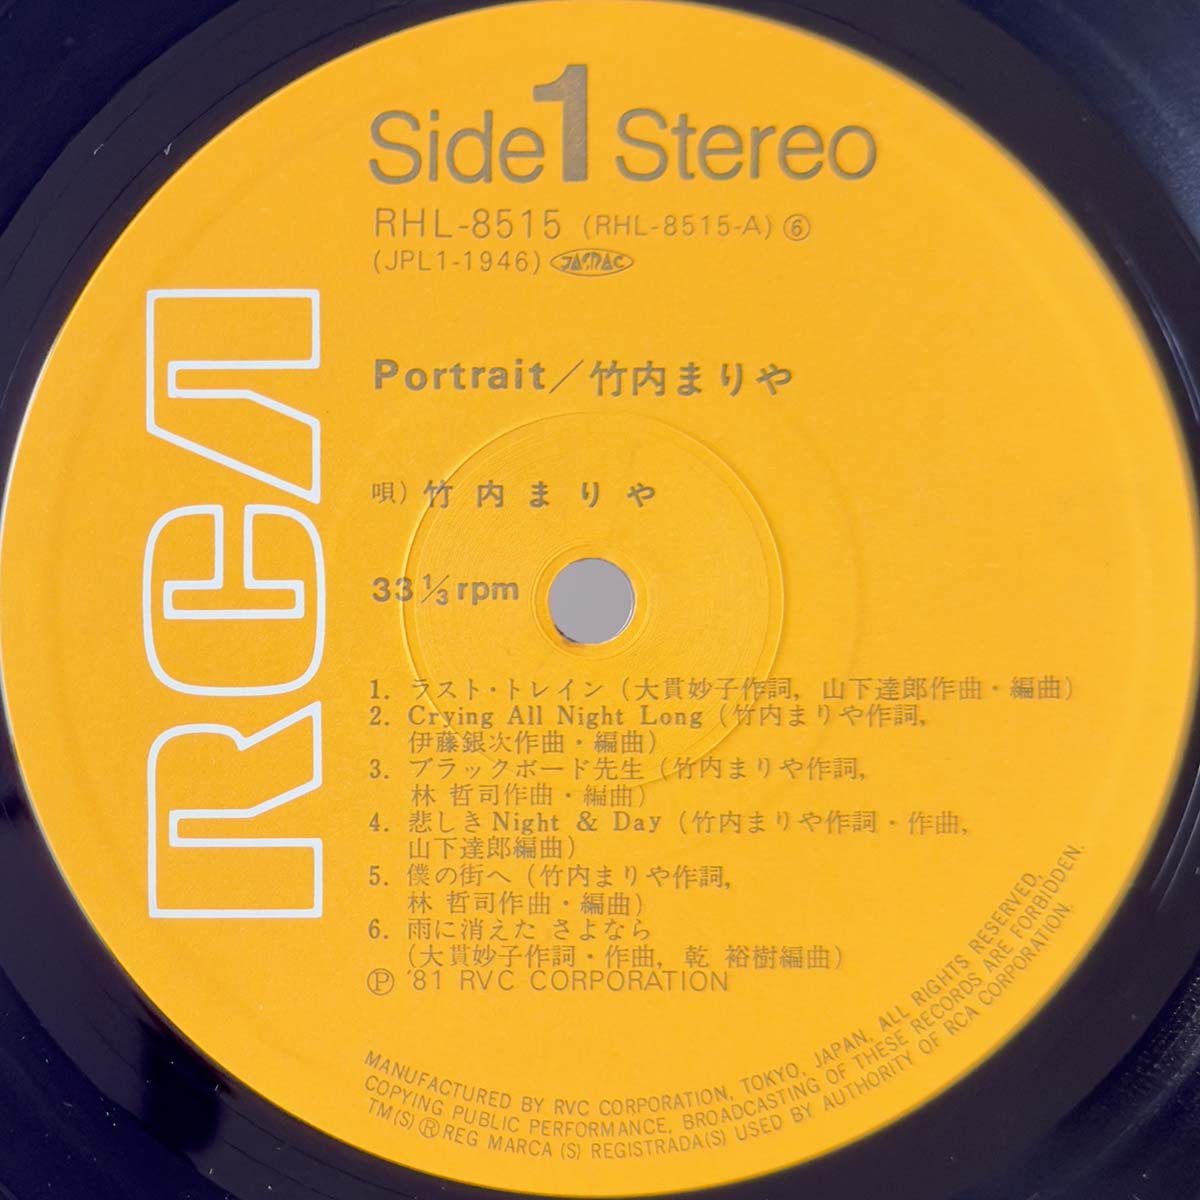 Side 1 Stereo
RHL-8515 (RHL-8515-A) ⑥
(JPL1-1946) JASRAC
RCA
Portrait／竹内まりや
唄) 竹内まりや
33 1/3 rpm
1. ラスト・トレイン (大貫妙子作詞, 山下達郎作曲・編曲)
2. Crying All Night Long (竹内まりや作詞,
伊藤銀次作曲・編曲)
3. ブラックボード先生 (竹内まりや作詞,
林 哲司作曲・編曲)
4. 悲しき Night & Day (竹内まりや作詞・作曲,
山下達郎編曲)
5. 僕の街へ (竹内まりや作詞,
林 哲司作曲・編曲)
6. 雨に消えた さよなら
(大貫妙子作詞・作曲, 乾 裕樹編曲)
Ⓟ '81 RVC CORPORATION
MANUFACTURED BY RVC CORPORATION, TOKYO, JAPAN, ALL RIGHTS RESERVED,
COPYING PUBLIC PERFORMANCE, BROADCASTING OF THESE RECORDS ARE FORBIDDEN.
TM(S) ® REG MARCA (S) REGISTRADA(S) USED BY AUTHORITY OF RCA CORPORATION.